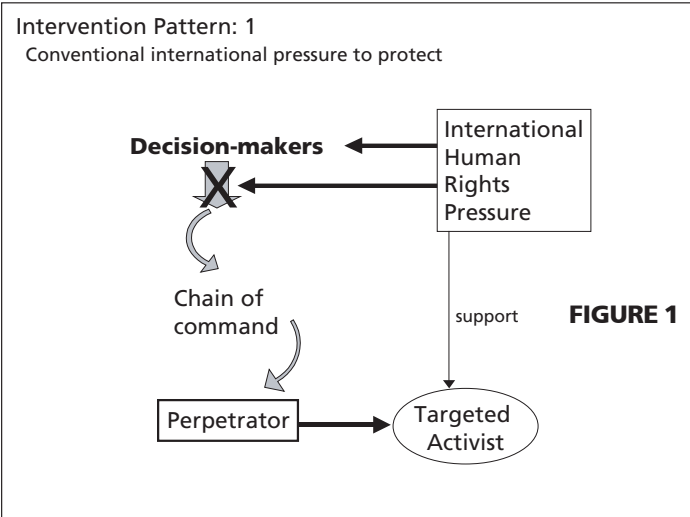 Intervention Pattern: 1
Conventional international pressure to protect
Decision-makers
X
International
Human
Rights
Pressure
Chain of
command
support
FIGURE 1
Perpetrator
Targeted
Activist